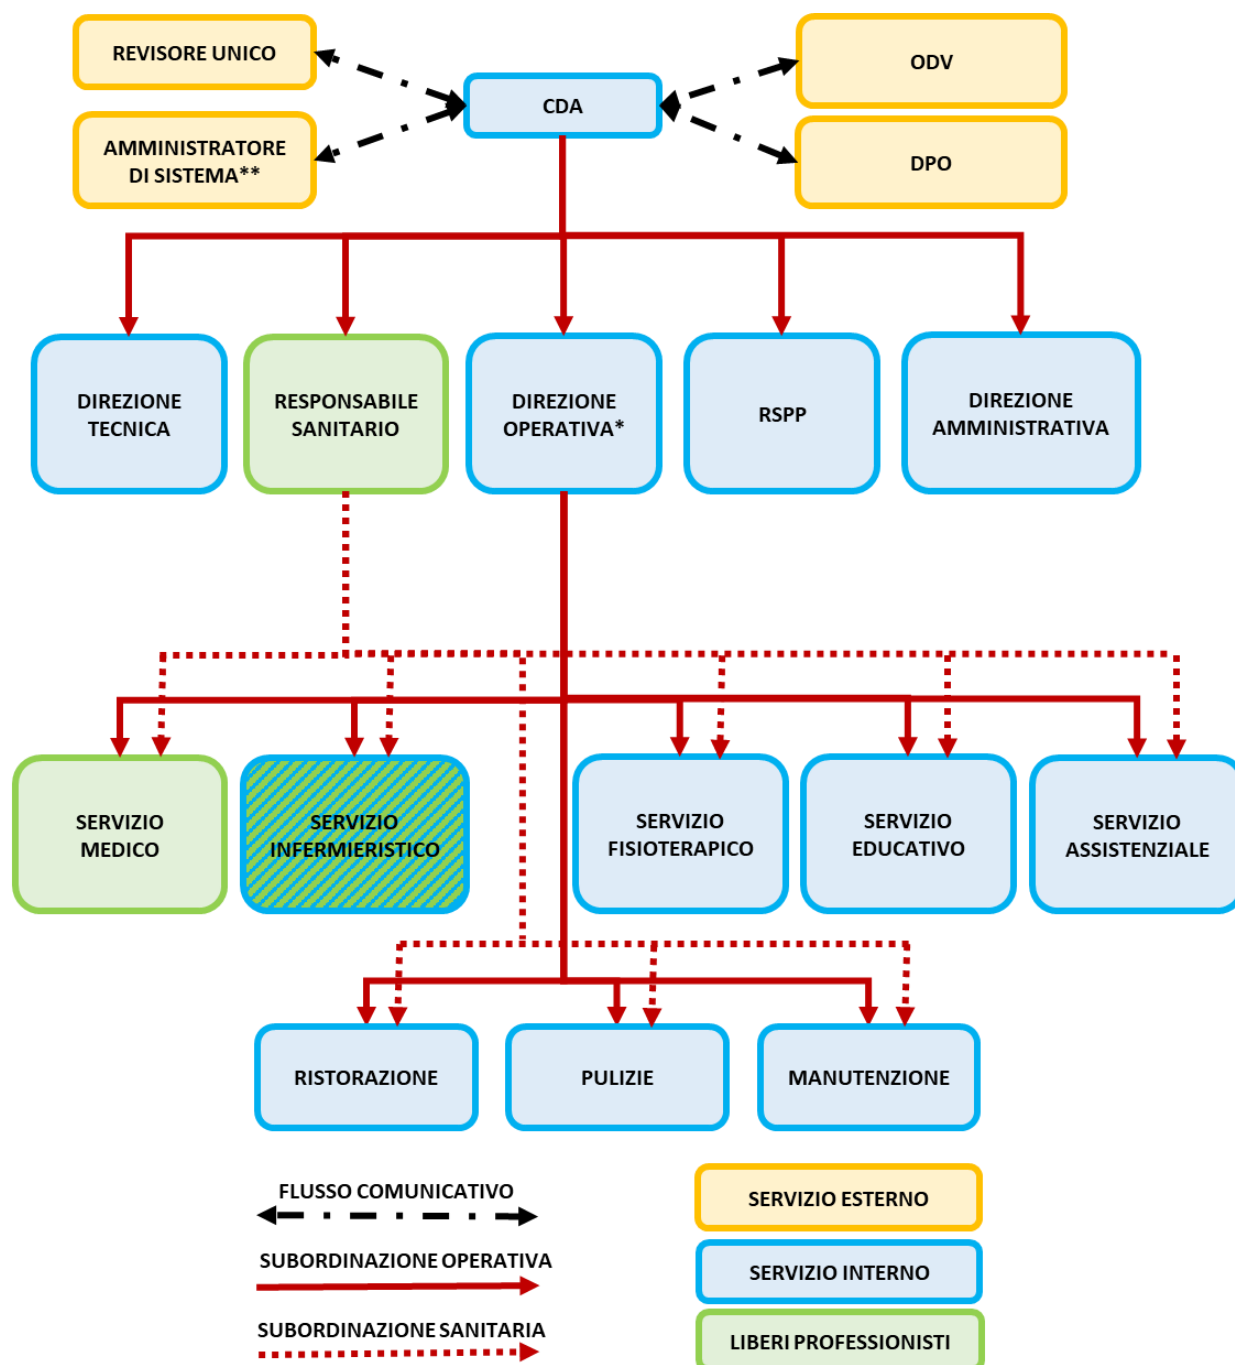 REVISORE UNICO
ODV
CDA
AMMINISTRATORE
DI SISTEMA**
DPO
DIREZIONE
TECNICA
RESPONSABILE
SANITARIO
DIREZIONE
OPERATIVA*
RSPP
DIREZIONE
AMMINISTRATIVA
SERVIZIO
MEDICO
SERVIZIO
INFERMIERISTICO
SERVIZIO
FISIOTERAPICO
SERVIZIO
EDUCATIVO
SERVIZIO
ASSISTENZIALE
RISTORAZIONE
PULIZIE
MANUTENZIONE
FLUSSO COMUNICATIVO
SERVIZIO ESTERNO
SUBORDINAZIONE OPERATIVA
SERVIZIO INTERNO
SUBORDINAZIONE SANITARIA
LIBERI PROFESSIONISTI